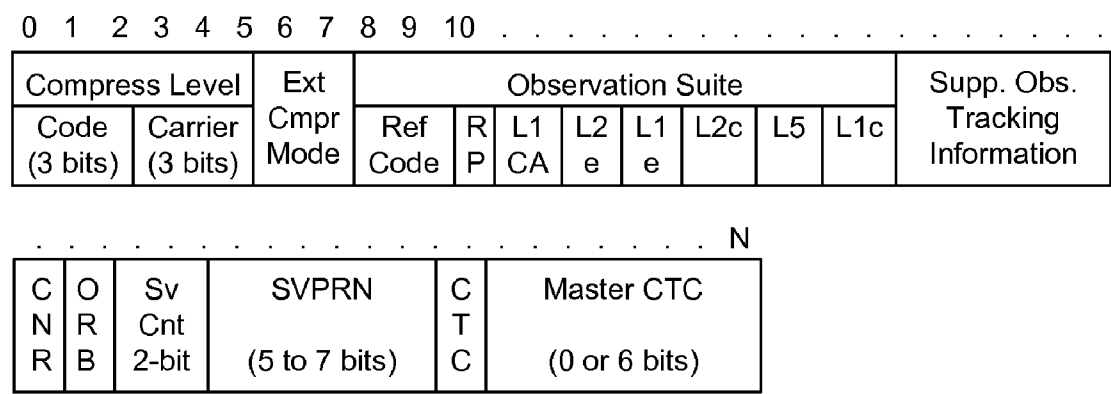 0 1 2 3 4 5 6 7 8 9 10 . . . . . . . . . . . . . . . . . . .
Compress Level
Code
(3 bits)
Carrier
(3 bits)
Ext
Cmpr
Mode
Observation Suite
Ref
Code
R
P
L1
CA
L2
e
L1
e
L2c
L5
L1c
Supp. Obs.
Tracking
Information
. . . . . . . . . . . . . . . . . . . . . N
C
N
R
O
R
B
Sv
Cnt
2-bit
SVPRN
(5 to 7 bits)
C
T
C
Master CTC
(0 or 6 bits)